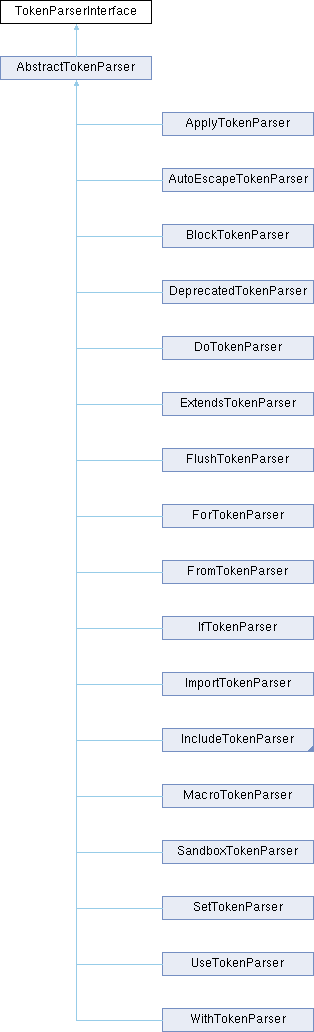 TokenParserInterface
AbstractTokenParser
ApplyTokenParser
AutoEscapeTokenParser
BlockTokenParser
DeprecatedTokenParser
DoTokenParser
ExtendsTokenParser
FlushTokenParser
ForTokenParser
FromTokenParser
IfTokenParser
ImportTokenParser
IncludeTokenParser
MacroTokenParser
SandboxTokenParser
SetTokenParser
UseTokenParser
WithTokenParser